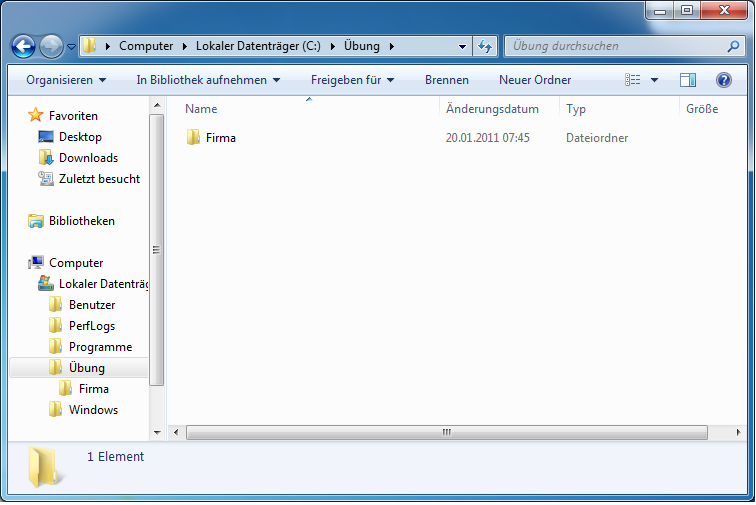 Computer Lokaler Datenträger (C:) Übung
Übung durchsuchen
Organisieren In Bibliothek aufnehmen Freigeben für Brennen Neuer Ordner
Favoriten
Desktop
Downloads
Zuletzt besucht
Bibliotheken
Computer
Lokaler Datenträg
Benutzer
PerfLogs
Programme
Übung
Firma
Windows
Name Änderungsdatum Typ Größe
Firma 20.01.2011 07:45 Dateiordner
1 Element